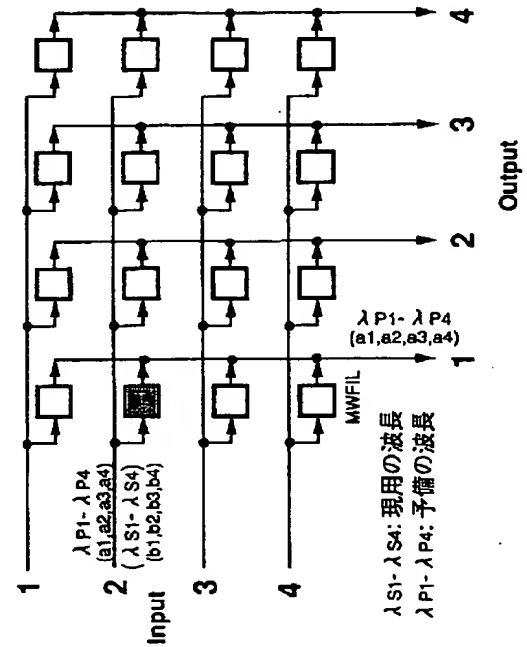 1
λP1-λP4
(a1,a2,a3,a4)
2
(λS1-λS4)
(b1,b2,b3,b4)
Input
3
4
MWFIL
λP1-λP4
(a1,a2,a3,a4)
1
2
3
4
Output
λS1-λS4: 現用の波長
λP1-λP4: 予備の波長